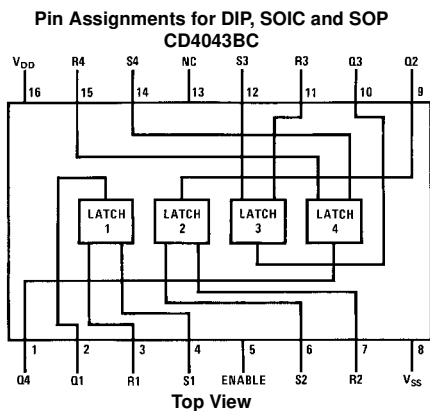 Pin Assignments for DIP, SOIC and SOP
CD4043BC
VDD R4 S4 NC S3 R3 Q3 Q2
16 15 14 13 12 11 10 9
LATCH LATCH LATCH LATCH
1 2 3 4
1 2 3 4 5 6 7 8
Q4 Q1 R1 S1 ENABLE S2 R2 VSS
Top View